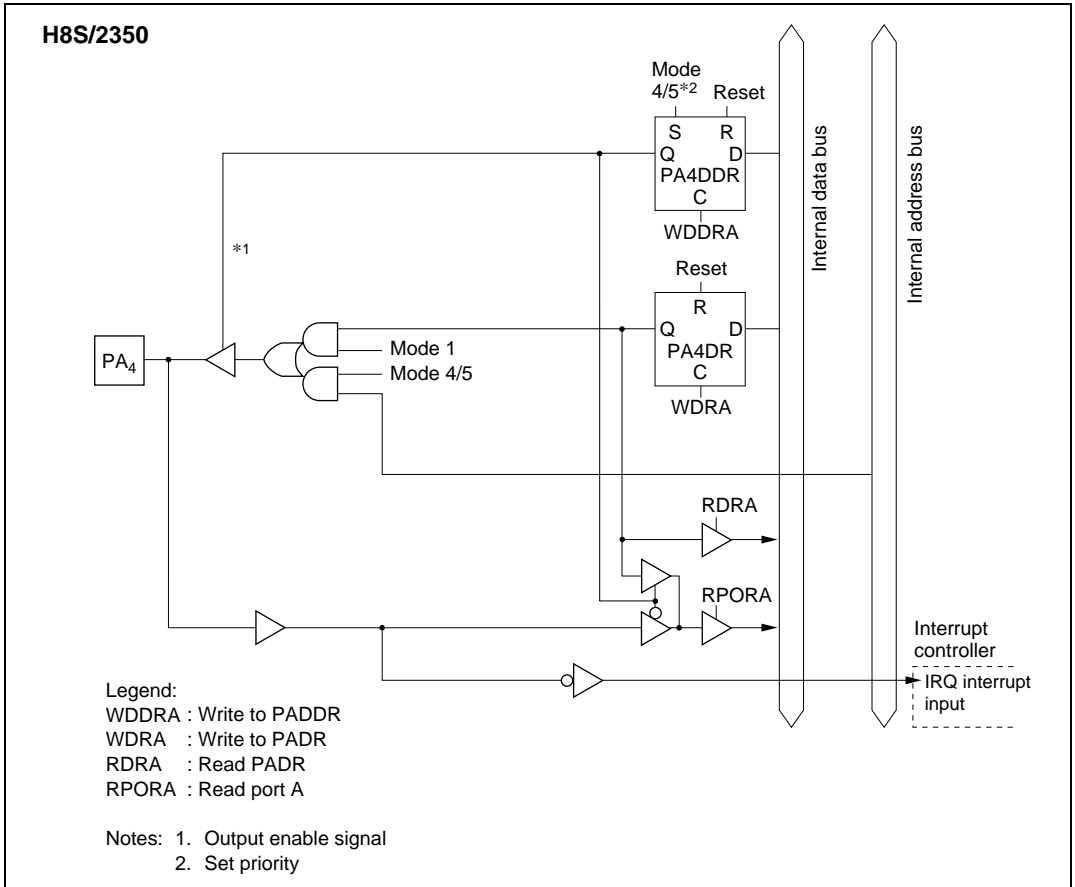 H8S/2350
Mode
4/5*2 Reset
S R
Q D
PA4DDR
C
WDDRA
*1
Reset
R
Q D
PA4DR
C
WDRA
PA4
Mode 1
Mode 4/5
Internal data bus
Internal address bus
RDRA
RPORA
Interrupt
controller
IRQ interrupt
input
Legend:
WDDRA : Write to PADDR
WDRA : Write to PADR
RDRA : Read PADR
RPORA : Read port A
Notes: 1. Output enable signal
2. Set priority